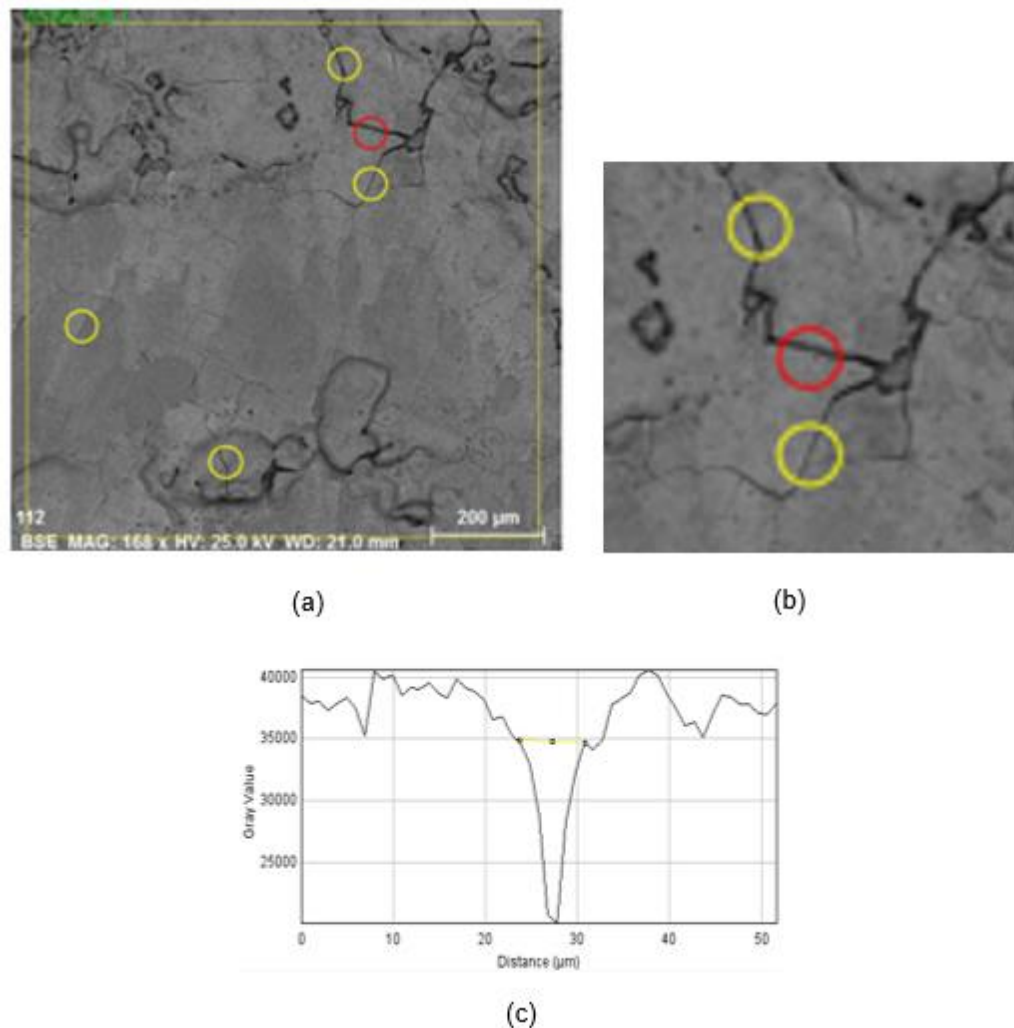 112
200 µm
BSE MAG: 168 x HV: 25.0 kV WD: 21.0 mm
(a)
(b)
40000
35000
30000
25000
Gray Value
0 10 20 30 40 50
Distance (µm)
(c)